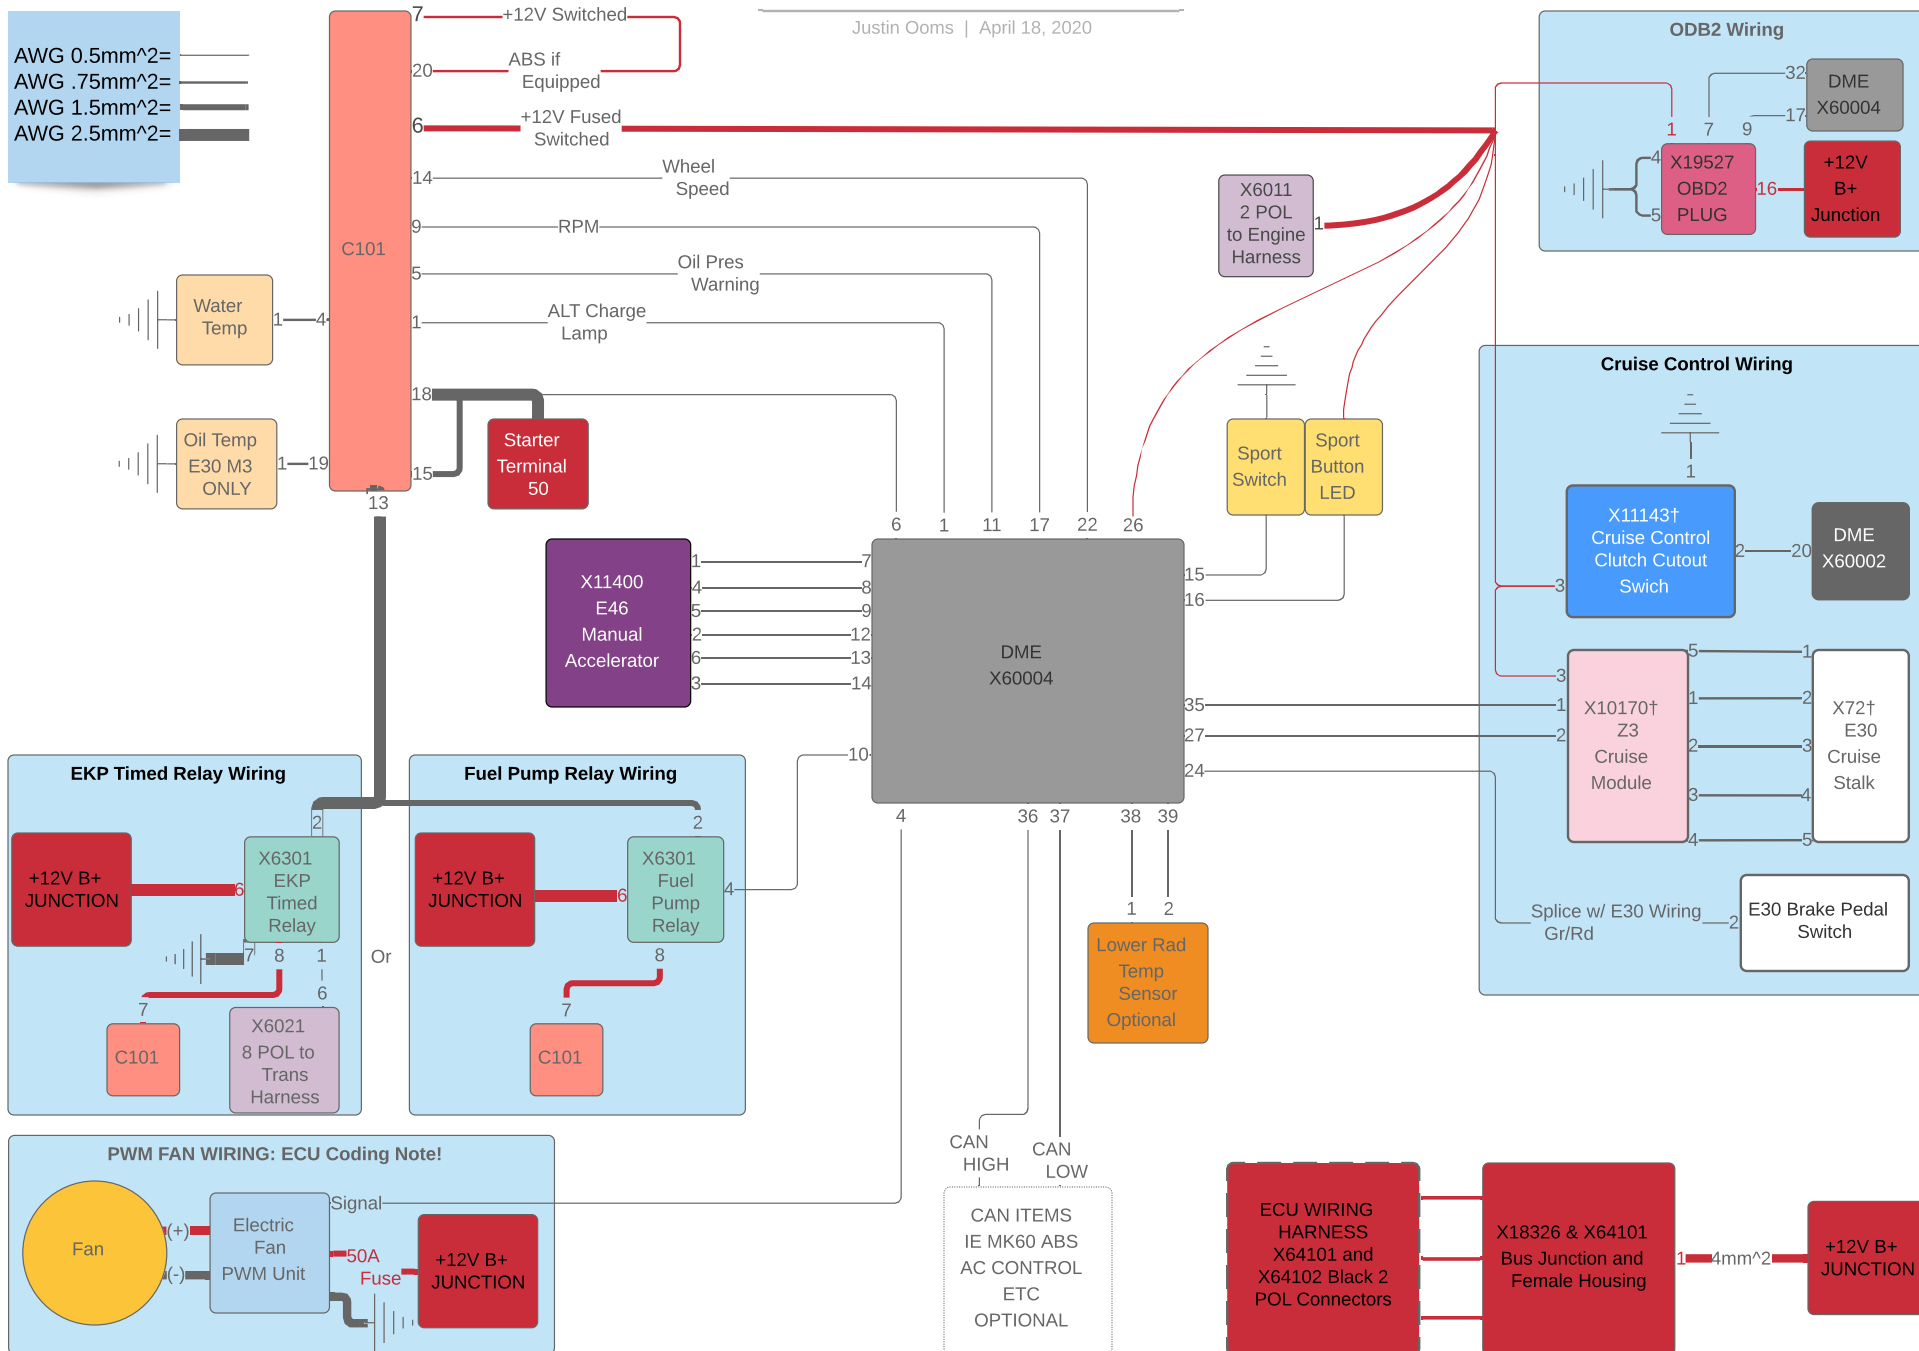 AWG 0.5mm^2=
AWG .75mm^2=
AWG 1.5mm^2=
AWG 2.5mm^2=
Justin Ooms | April 18, 2020
C101
7
+12V Switched
20
ABS if
Equipped
6
+12V Fused
Switched
14
Wheel
Speed
9
RPM
5
Oil Pres
Warning
1
ALT Charge
Lamp
18
15
13
Water
Temp
1
4
Oil Temp
E30 M3
ONLY
1
19
Starter
Terminal
50
X6011
2 POL
to Engine
Harness
1
ODB2 Wiring
32
DME
X60004
17
1
7
9
4
5
X19527
OBD2
PLUG
16
+12V
B+
Junction
Sport
Switch
Sport
Button
LED
6
1
11
17
22
26
X11400
E46
Manual
Accelerator
1
4
5
2
6
3
7
8
9
12
13
14
10
DME
X60004
15
16
35
27
24
4
36
37
38
39
1
2
Lower Rad
Temp
Sensor
Optional
Cruise Control Wiring
1
X11143†
Cruise Control
Clutch Cutout
Swich
3
2
20
DME
X60002
3
1
2
X10170†
Z3
Cruise
Module
5
1
2
3
4
1
2
3
4
5
X72†
E30
Cruise
Stalk
Splice w/ E30 Wiring
Gr/Rd
2
E30 Brake Pedal
Switch
EKP Timed Relay Wiring
2
+12V B+
JUNCTION
6
X6301
EKP
Timed
Relay
7
8
1
6
7
C101
X6021
8 POL to
Trans
Harness
Or
Fuel Pump Relay Wiring
2
+12V B+
JUNCTION
6
X6301
Fuel
Pump
Relay
4
8
7
C101
PWM FAN WIRING: ECU Coding Note!
Fan
(+)
(-)
Electric
Fan
PWM Unit
Signal
50A
Fuse
+12V B+
JUNCTION
CAN
HIGH
CAN
LOW
CAN ITEMS
IE MK60 ABS
AC CONTROL
ETC
OPTIONAL
ECU WIRING
HARNESS
X64101 and
X64102 Black 2
POL Connectors
X18326 & X64101
Bus Junction and
Female Housing
1
4mm^2
+12V B+
JUNCTION